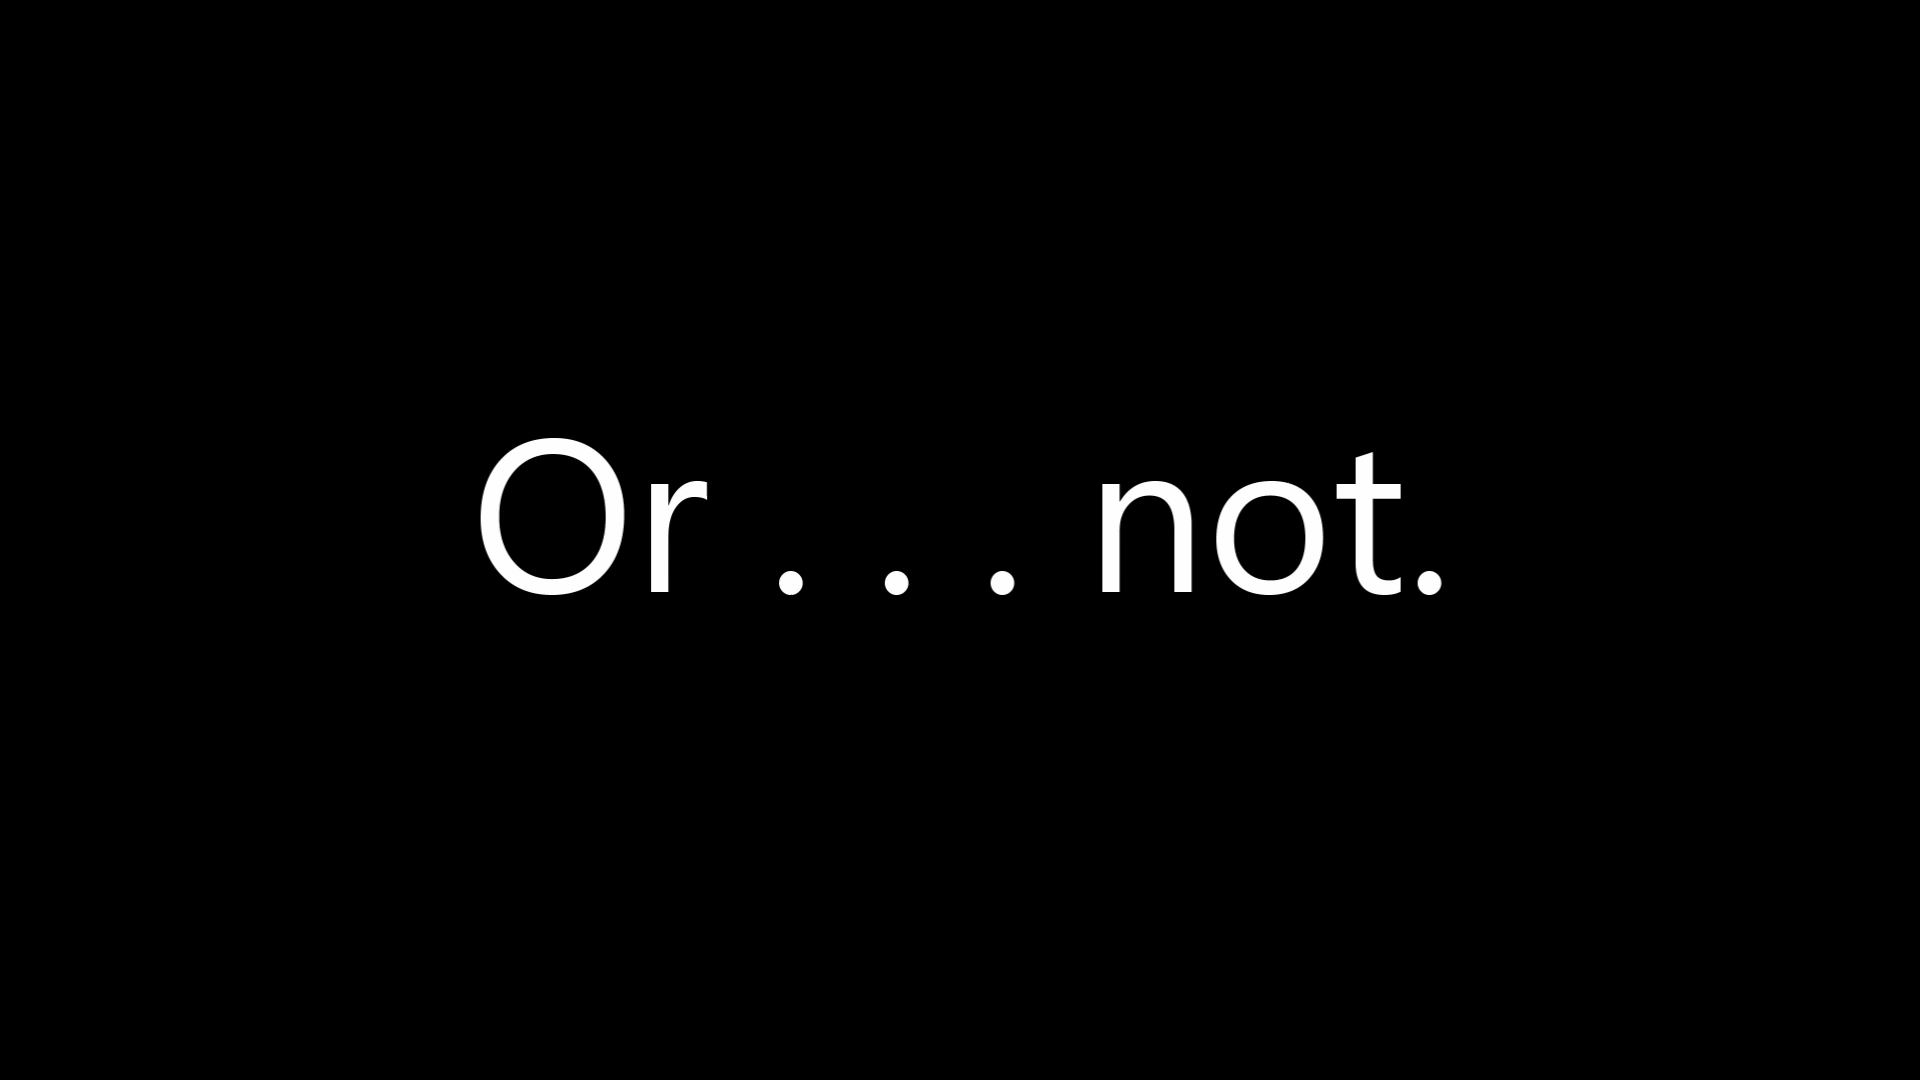 Or . . . not.